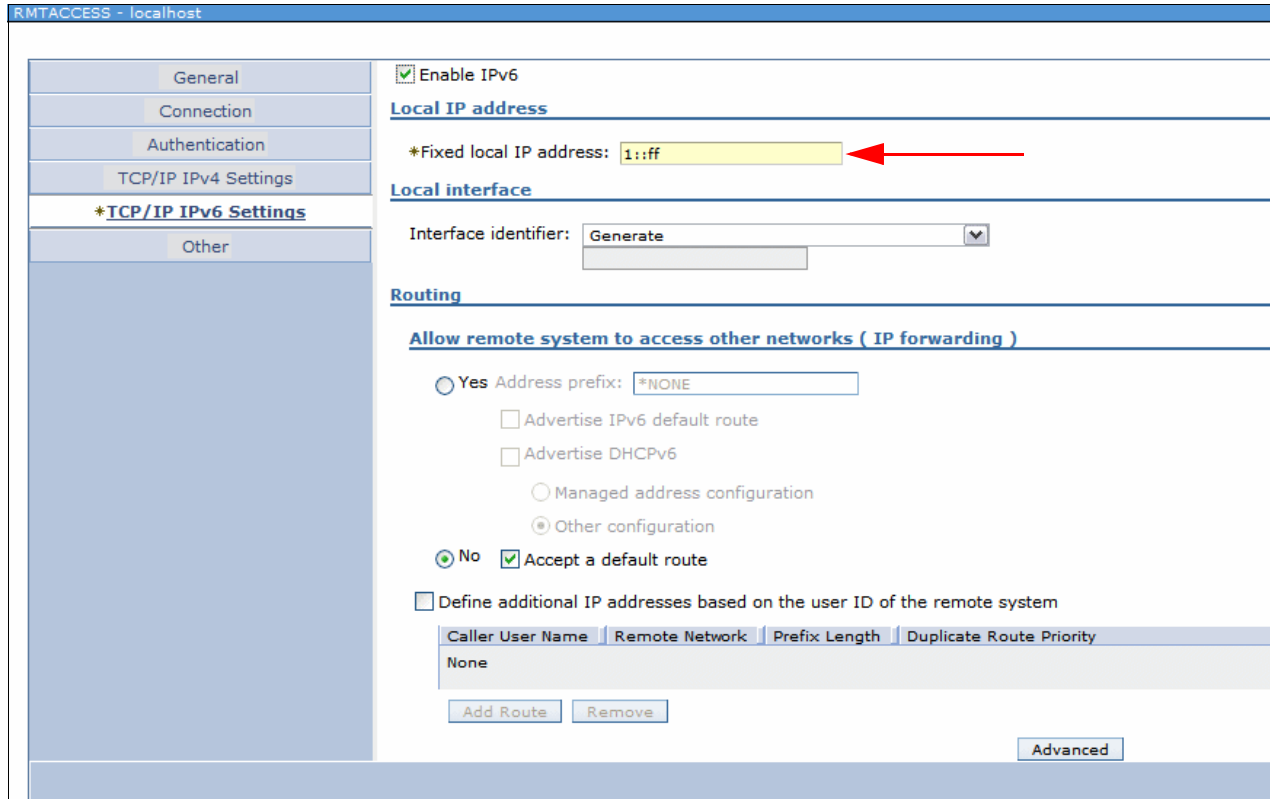 RMTACCESS - localhost
General
Connection
Authentication
TCP/IP IPv4 Settings
*TCP/IP IPv6 Settings
Other
Enable IPv6
Local IP address
*Fixed local IP address: 1::ff
Local interface
Interface identifier: Generate
Routing
Allow remote system to access other networks ( IP forwarding )
Yes Address prefix: *NONE
Advertise IPv6 default route
Advertise DHCPv6
Managed address configuration
Other configuration
No Accept a default route
Define additional IP addresses based on the user ID of the remote system
Caller User Name Remote Network Prefix Length Duplicate Route Priority
None
Add Route Remove
Advanced